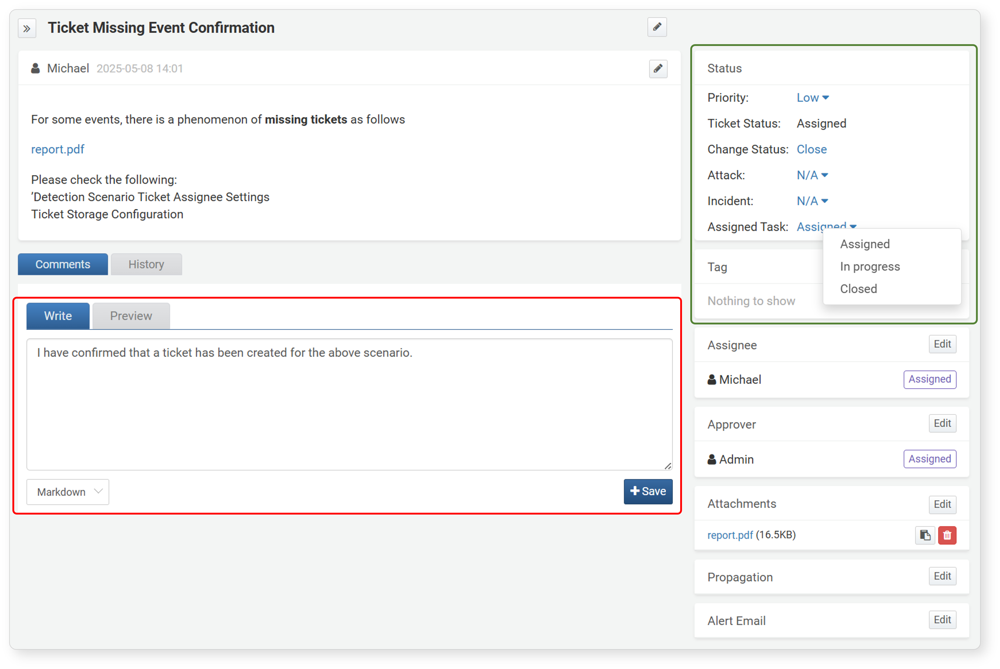 Ticket Missing Event Confirmation
Michael 2025-05-08 14:01
For some events, there is a phenomenon of missing tickets as follows
report.pdf
Please check the following:
’Detection Scenario Ticket Assignee Settings
Ticket Storage Configuration
Comments History
Write Preview
I have confirmed that a ticket has been created for the above scenario.
Markdown
Save
Status
Priority: Low
Ticket Status: Assigned
Change Status: Close
Attack: N/A
Incident: N/A
Assigned Task: Assigned
Assigned
In progress
Closed
Tag
Nothing to show
Assignee Edit
Michael Assigned
Approver Edit
Admin Assigned
Attachments Edit
report.pdf (16.5KB)
Propagation Edit
Alert Email Edit